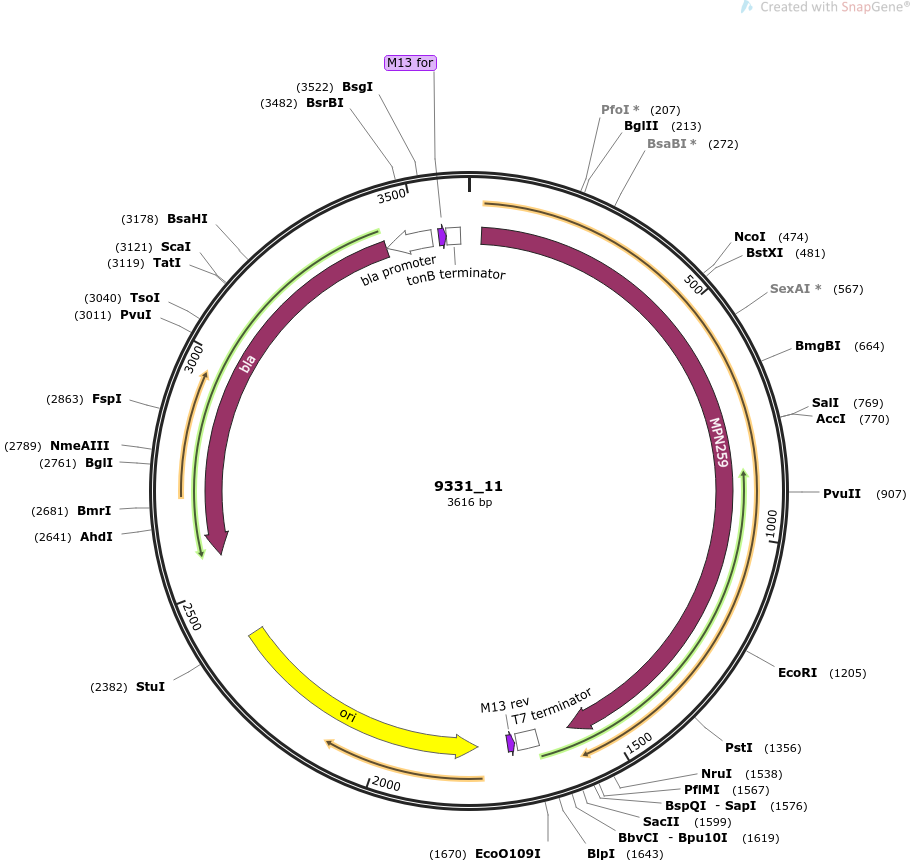 Created with SnapGene®
M13 for
(3522) BsgI
(3482) BsrBI
PfoI * (207)
BglII (213)
BsaBI * (272)
3500
(3178) BsaHI
(3121) ScaI
(3119) TatI
NcoI (474)
BstXI (481)
500
SexAI * (567)
bla promoter
tonB terminator
(3040) TsoI
(3011) PvuI
3000
BmgBI (664)
bla
(2863) FspI
SalI (769)
AccI (770)
MPN259
(2789) NmeAIII
(2761) BglI
9331_11
3616 bp
PvuII (907)
(2681) BmrI
1000
(2641) AhdI
2500
EcoRI (1205)
(2382) StuI
M13 rev
T7 terminator
ori
1500
PstI (1356)
2000
NruI (1538)
PflMI (1567)
BspQI - SapI (1576)
SacII (1599)
BbvCI - Bpu10I (1619)
(1670) EcoO109I
BlpI (1643)